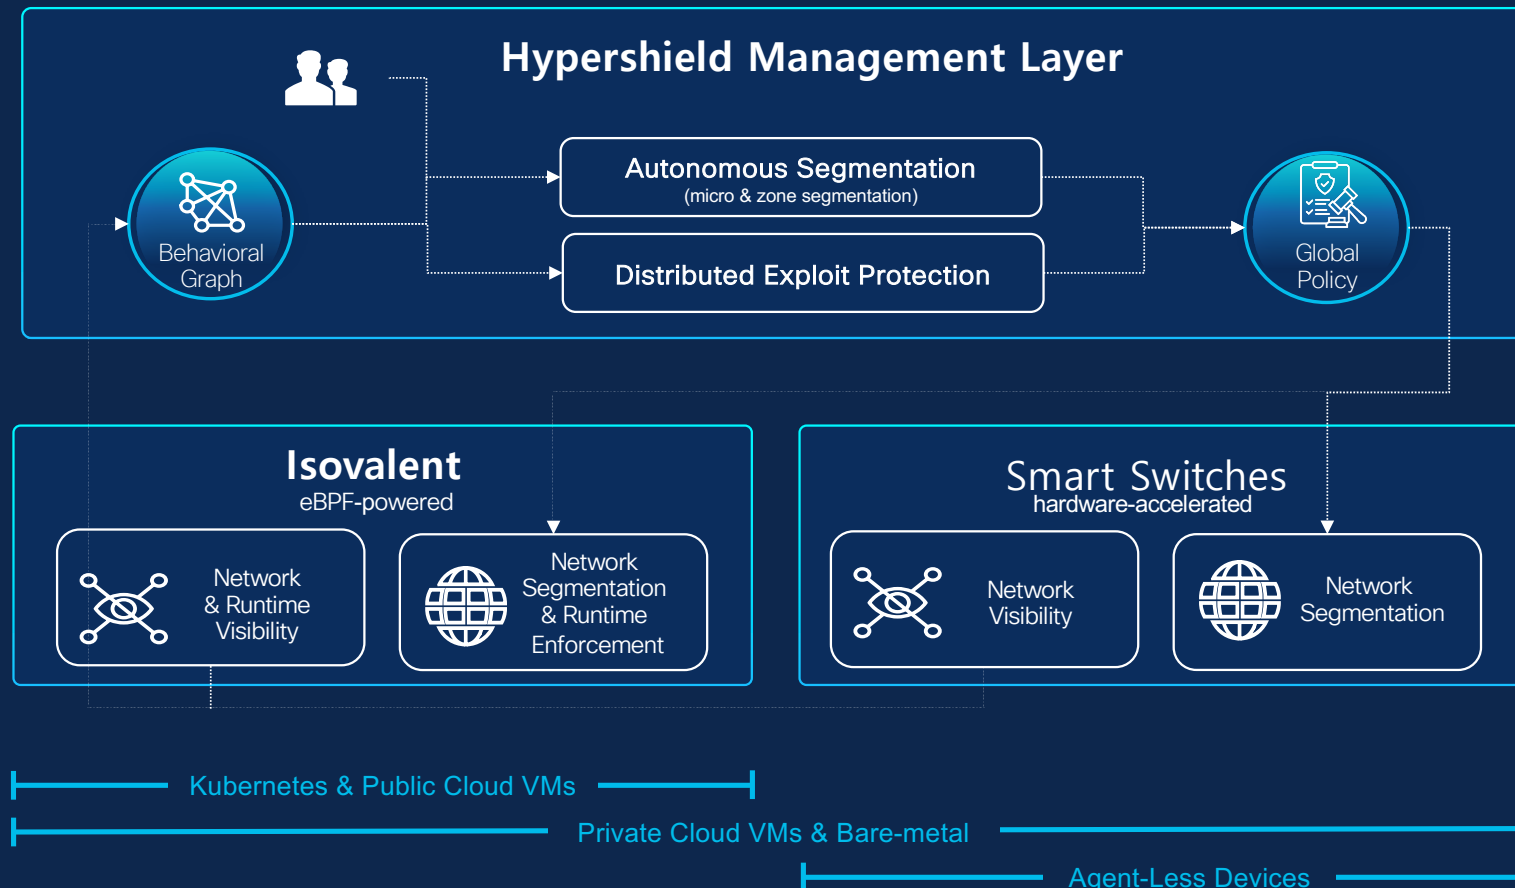 Hypershield Management Layer
Autonomous Segmentation
(micro & zone segmentation)
Distributed Exploit Protection
Behavioral
Graph
Global
Policy
Isovalent
eBPF-powered
Network
& Runtime
Visibility
Network
Segmentation
& Runtime
Enforcement
Smart Switches
hardware-accelerated
Network
Visibility
Network
Segmentation
Kubernetes & Public Cloud VMs
Private Cloud VMs & Bare-metal
Agent-Less Devices